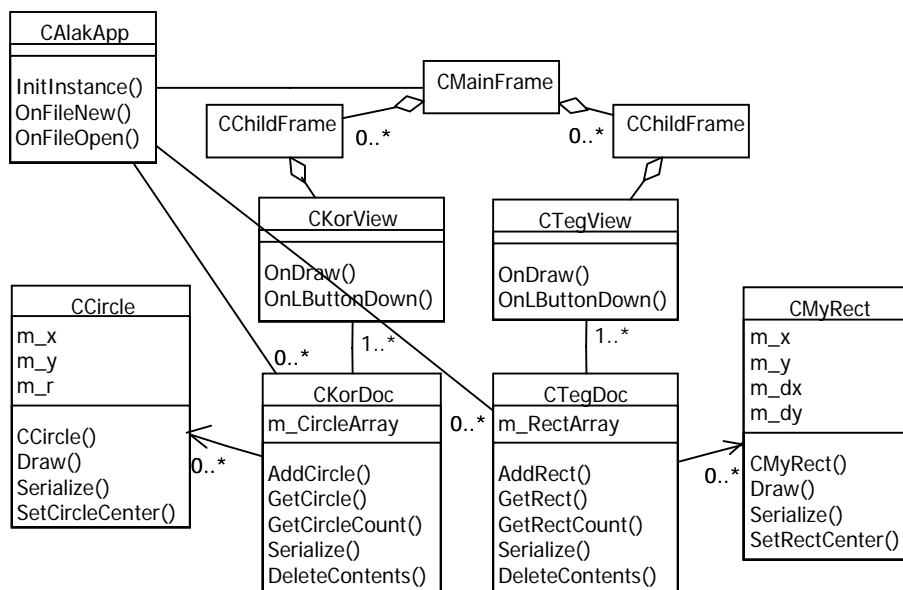 CAlakApp
InitInstance()
OnFileNew()
OnFileOpen()
CMainFrame
CChildFrame
0..*
0..*
CChildFrame
CKorView
OnDraw()
OnLButtonDown()
CTegView
OnDraw()
OnLButtonDown()
CCircle
m_x
m_y
m_r
CCircle()
Draw()
Serialize()
SetCircleCenter()
CMyRect
m_x
m_y
m_dx
m_dy
CMyRect()
Draw()
Serialize()
SetRectCenter()
1..*
1..*
0..*
CKorDoc
m_CircleArray
AddCircle()
GetCircle()
GetCircleCount()
Serialize()
DeleteContents()
0..*
0..*
CTegDoc
m_RectArray
AddRect()
GetRect()
GetRectCount()
Serialize()
DeleteContents()
0..*